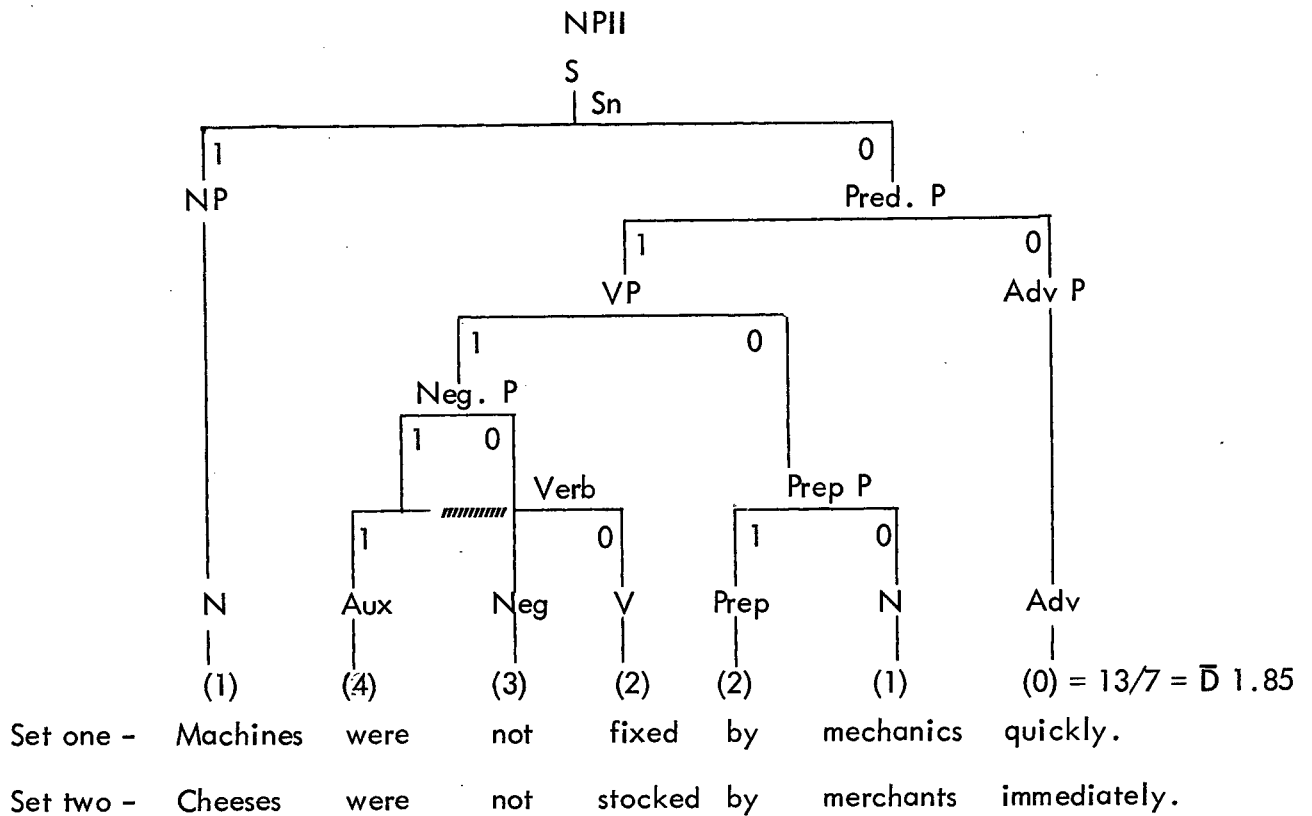 NPII
S
Sn
1 0
NP Pred. P
1 0
VP Adv P
1 0
Neg. P
1 0
Verb Prep P
1 0 1 0
N Aux Neg V Prep N Adv
(1) (4) (3) (2) (2) (1) (0) = 13/7 = D̅ 1.85
Set one - Machines were not fixed by mechanics quickly.
Set two - Cheeses were not stocked by merchants immediately.